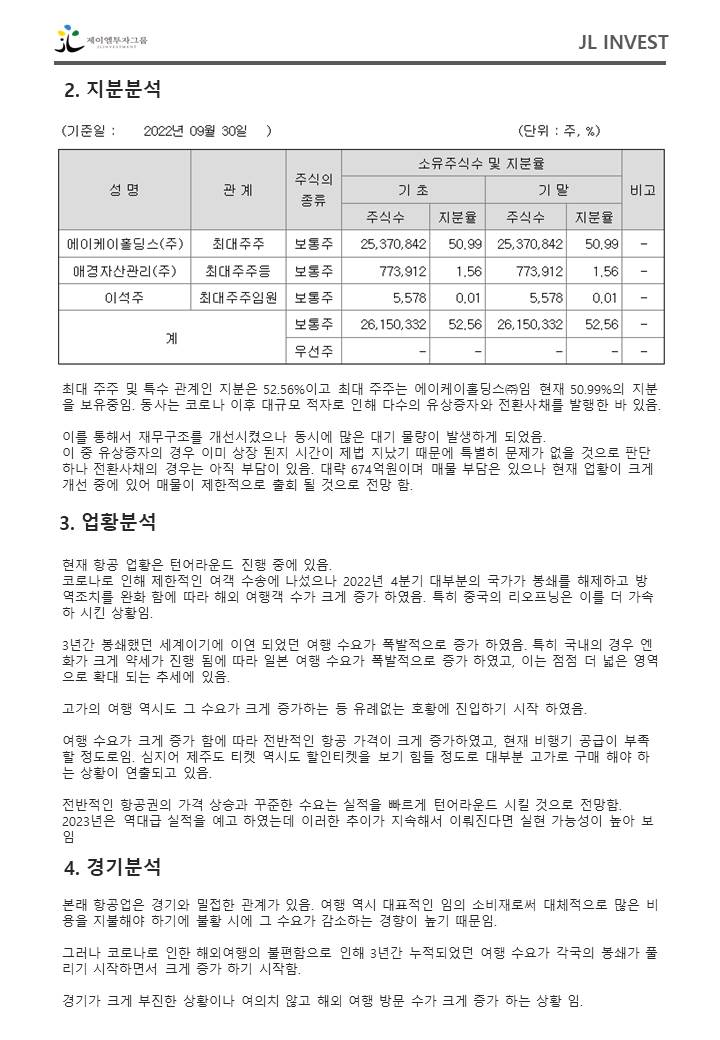 제이엘투자그룹
JLINVESTMENT
JL INVEST
2. 지분분석
(기준일 : 2022년 09월 30일 )
(단위 : 주, %)
성 명 관 계 주식의 종류 소유주식수 및 지분율 비고
기 초 기 말
주식수 지분율 주식수 지분율
에이케이홀딩스(주) 최대주주 보통주 25,370,842 50.99 25,370,842 50.99 -
애경자산관리(주) 최대주주등 보통주 773,912 1.56 773,912 1.56 -
이석주 최대주주임원 보통주 5,578 0.01 5,578 0.01 -
계 보통주 26,150,332 52.56 26,150,332 52.56 -
우선주 - - - - -
최대 주주 및 특수 관계인 지분은 52.56%이고 최대 주주는 에이케이홀딩스㈜임 현재 50.99%의 지분
을 보유중임. 동사는 코로나 이후 대규모 적자로 인해 다수의 유상증자와 전환사채를 발행한 바 있음.
이를 통해서 재무구조를 개선시켰으나 동시에 많은 대기 물량이 발생하게 되었음.
이 중 유상증자의 경우 이미 상장 된지 시간이 제법 지났기 때문에 특별히 문제가 없을 것으로 판단
하나 전환사채의 경우는 아직 부담이 있음. 대략 674억원이며 매물 부담은 있으나 현재 업황이 크게
개선 중에 있어 매물이 제한적으로 출회 될 것으로 전망 함.
3. 업황분석
현재 항공 업황은 턴어라운드 진행 중에 있음.
코로나로 인해 제한적인 여객 수송에 나섰으나 2022년 4분기 대부분의 국가가 봉쇄를 해제하고 방
역조치를 완화 함에 따라 해외 여행객 수가 크게 증가 하였음. 특히 중국의 리오프닝은 이를 더 가속
하 시킨 상황임.
3년간 봉쇄했던 세계이기에 이연 되었던 여행 수요가 폭발적으로 증가 하였음. 특히 국내의 경우 엔
화가 크게 약세가 진행 됨에 따라 일본 여행 수요가 폭발적으로 증가 하였고, 이는 점점 더 넓은 영역
으로 확대 되는 추세에 있음.
고가의 여행 역시도 그 수요가 크게 증가하는 등 유례없는 호황에 진입하기 시작 하였음.
여행 수요가 크게 증가 함에 따라 전반적인 항공 가격이 크게 증가하였고, 현재 비행기 공급이 부족
할 정도로임. 심지어 제주도 티켓 역시도 할인티켓을 보기 힘들 정도로 대부분 고가로 구매 해야 하
는 상황이 연출되고 있음.
전반적인 항공권의 가격 상승과 꾸준한 수요는 실적을 빠르게 턴어라운드 시킬 것으로 전망함.
2023년은 역대급 실적을 예고 하였는데 이러한 추이가 지속해서 이뤄진다면 실현 가능성이 높아 보
임
4. 경기분석
본래 항공업은 경기와 밀접한 관계가 있음. 여행 역시 대표적인 임의 소비재로써 대체적으로 많은 비
용을 지불해야 하기에 불황 시에 그 수요가 감소하는 경향이 높기 때문임.
그러나 코로나로 인한 해외여행의 불편함으로 인해 3년간 누적되었던 여행 수요가 각국의 봉쇄가 풀
리기 시작하면서 크게 증가 하기 시작함.
경기가 크게 부진한 상황이나 여의치 않고 해외 여행 방문 수가 크게 증가 하는 상황 임.